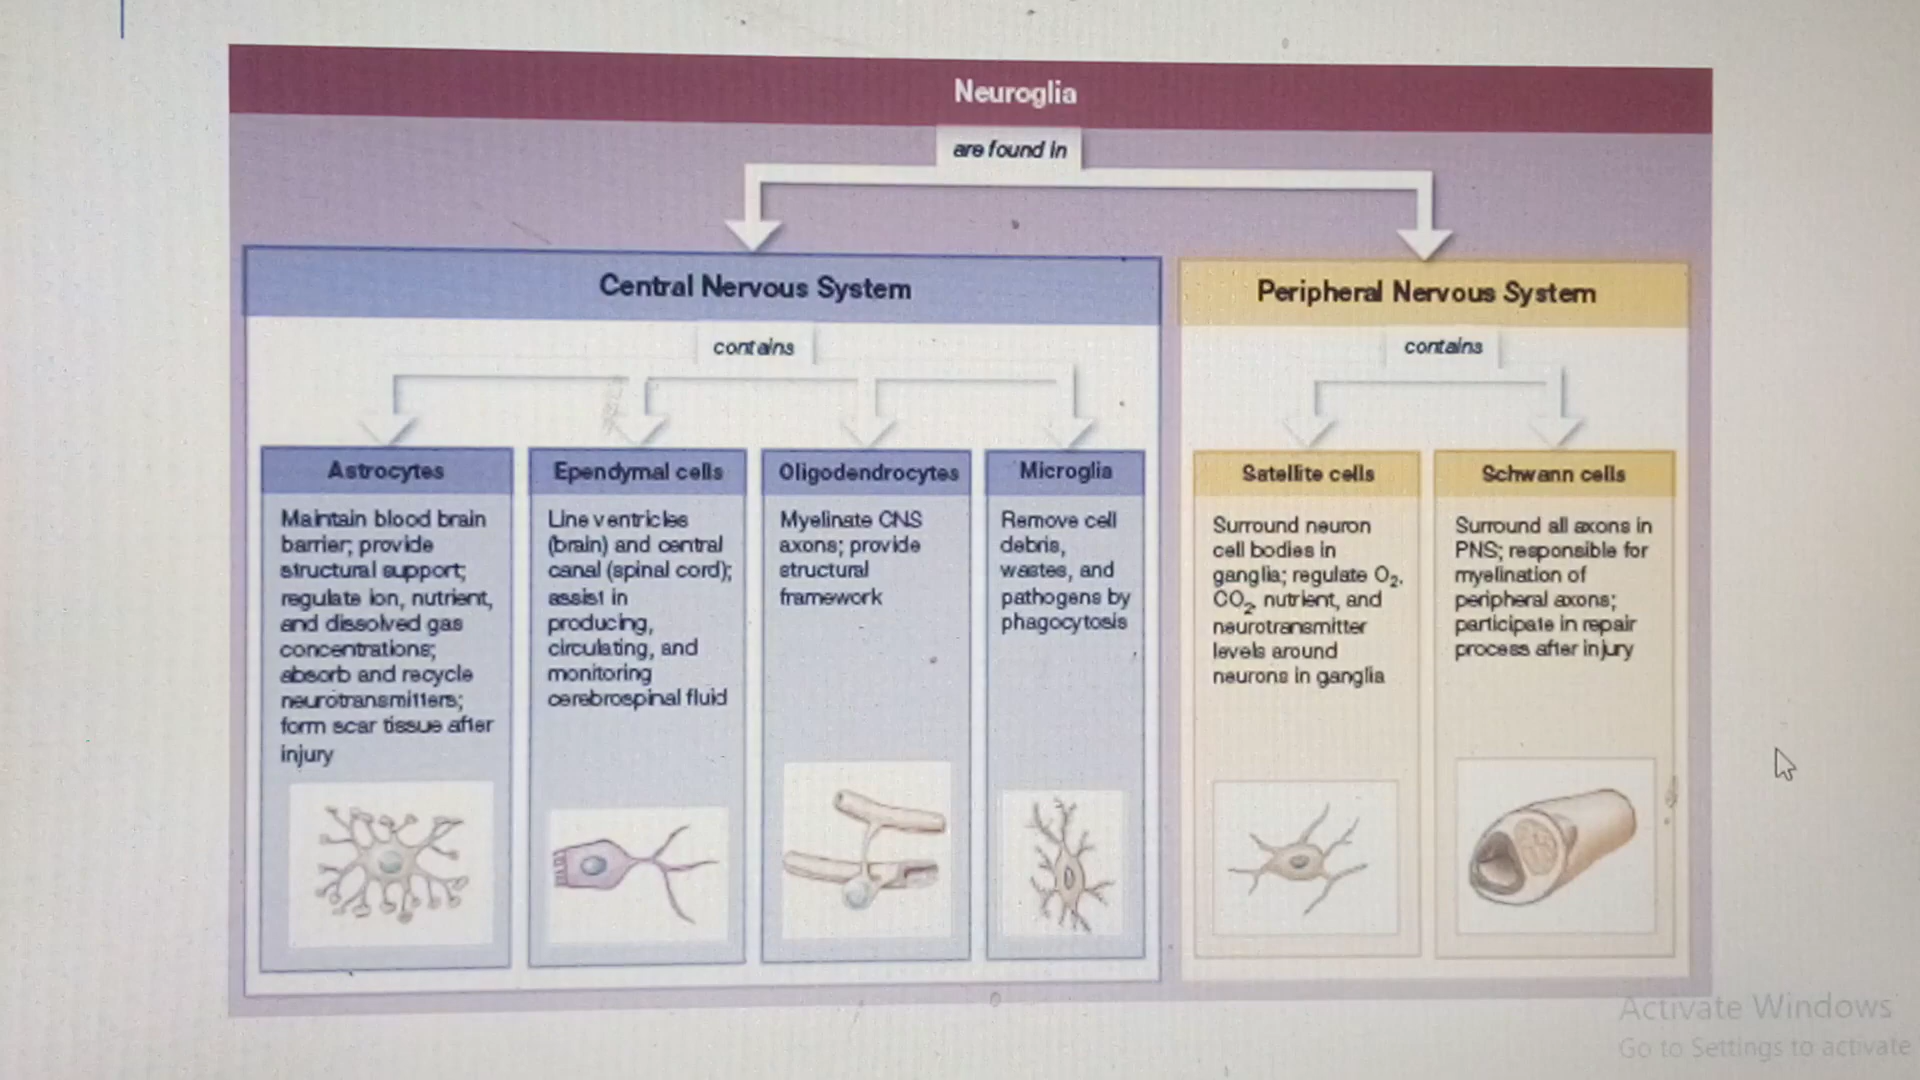 Neuroglia
are found in
Central Nervous System
contains
Astrocytes
Maintain blood brain
barrier; provide
structural support;
regulate ion, nutrient,
and dissolved gas
concentrations;
absorb and recycle
neurotransmitters;
form scar tissue after
injury
Ependymal cells
Line ventricles
(brain) and central
canal (spinal cord);
assist in
producing,
circulating, and
monitoring
cerebrospinal fluid
Oligodendrocytes
Myelinate CNS
axons; provide
structural
framework
Microglia
Remove cell
debris,
wastes, and
pathogens by
phagocytosis
Peripheral Nervous System
contains
Satellite cells
Surround neuron
cell bodies in
ganglia; regulate O₂,
CO₂, nutrient, and
neurotransmitter
levels around
neurons in ganglia
Schwann cells
Surround all axons in
PNS; responsible for
myelination of
peripheral axons;
participate in repair
process after injury
Activate Windows
Go to Settings to activate